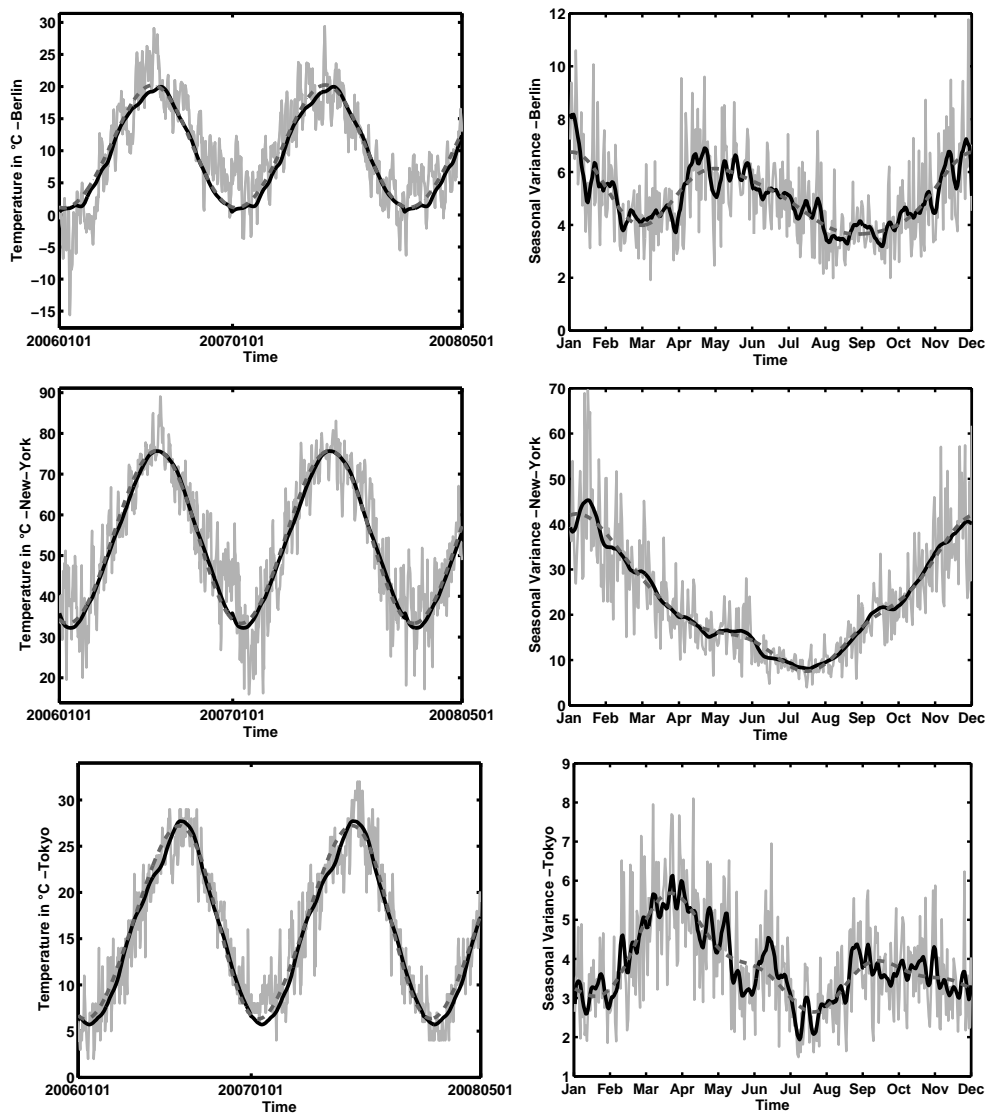 Temperature in °C −Berlin
30
25
20
15
10
5
0
−5
−10
−15
20060101 20070101 20080501
Time
Seasonal Variance −Berlin
12
10
8
6
4
2
0
Jan Feb Mar Apr May Jun Jul Aug Sep Oct Nov Dec
Time
Temperature in °C −New−York
90
80
70
60
50
40
30
20
20060101 20070101 20080501
Time
Seasonal Variance −New−York
70
60
50
40
30
20
10
0
Jan Feb Mar Apr May Jun Jul Aug Sep Oct Nov Dec
Time
Temperature in °C −Tokyo
30
25
20
15
10
5
0
20060101 20070101 20080501
Time
Seasonal Variance −Tokyo
9
8
7
6
5
4
3
2
1
Jan Feb Mar Apr May Jun Jul Aug Sep Oct Nov Dec
Time